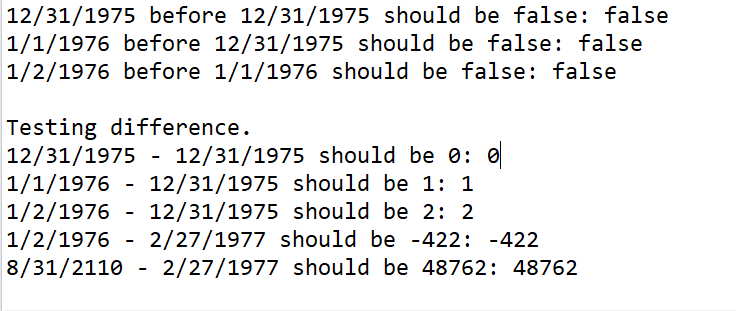 12/31/1975 before 12/31/1975 should be false: false
1/1/1976 before 12/31/1975 should be false: false
1/2/1976 before 1/1/1976 should be false: false
Testing difference.
12/31/1975 - 12/31/1975 should be 0: 0
1/1/1976 - 12/31/1975 should be 1: 1
1/2/1976 - 12/31/1975 should be 2: 2
1/2/1976 - 2/27/1977 should be -422: -422
8/31/2110 - 2/27/1977 should be 48762: 48762